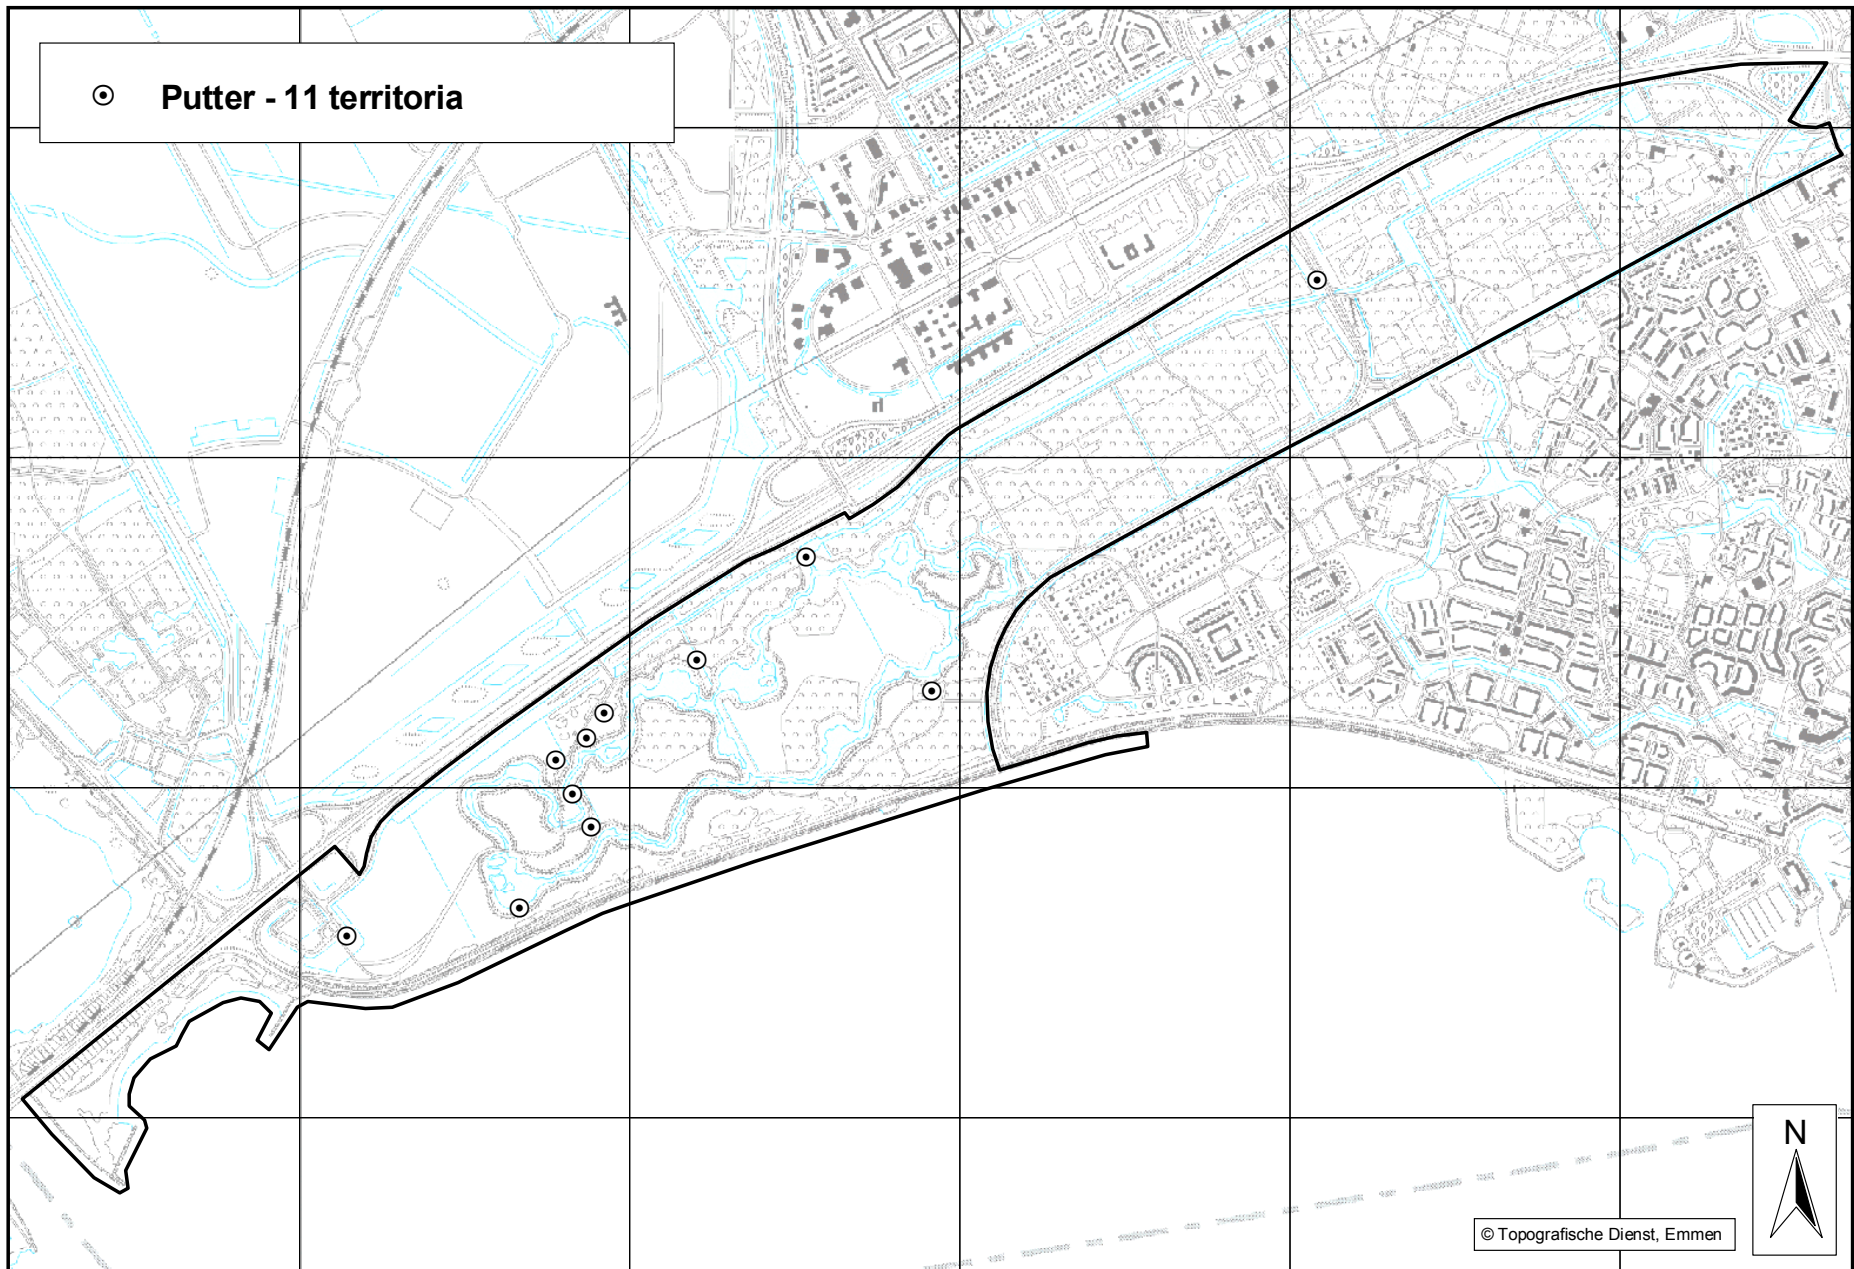 Putter - 11 territoria
N
© Topografische Dienst, Emmen